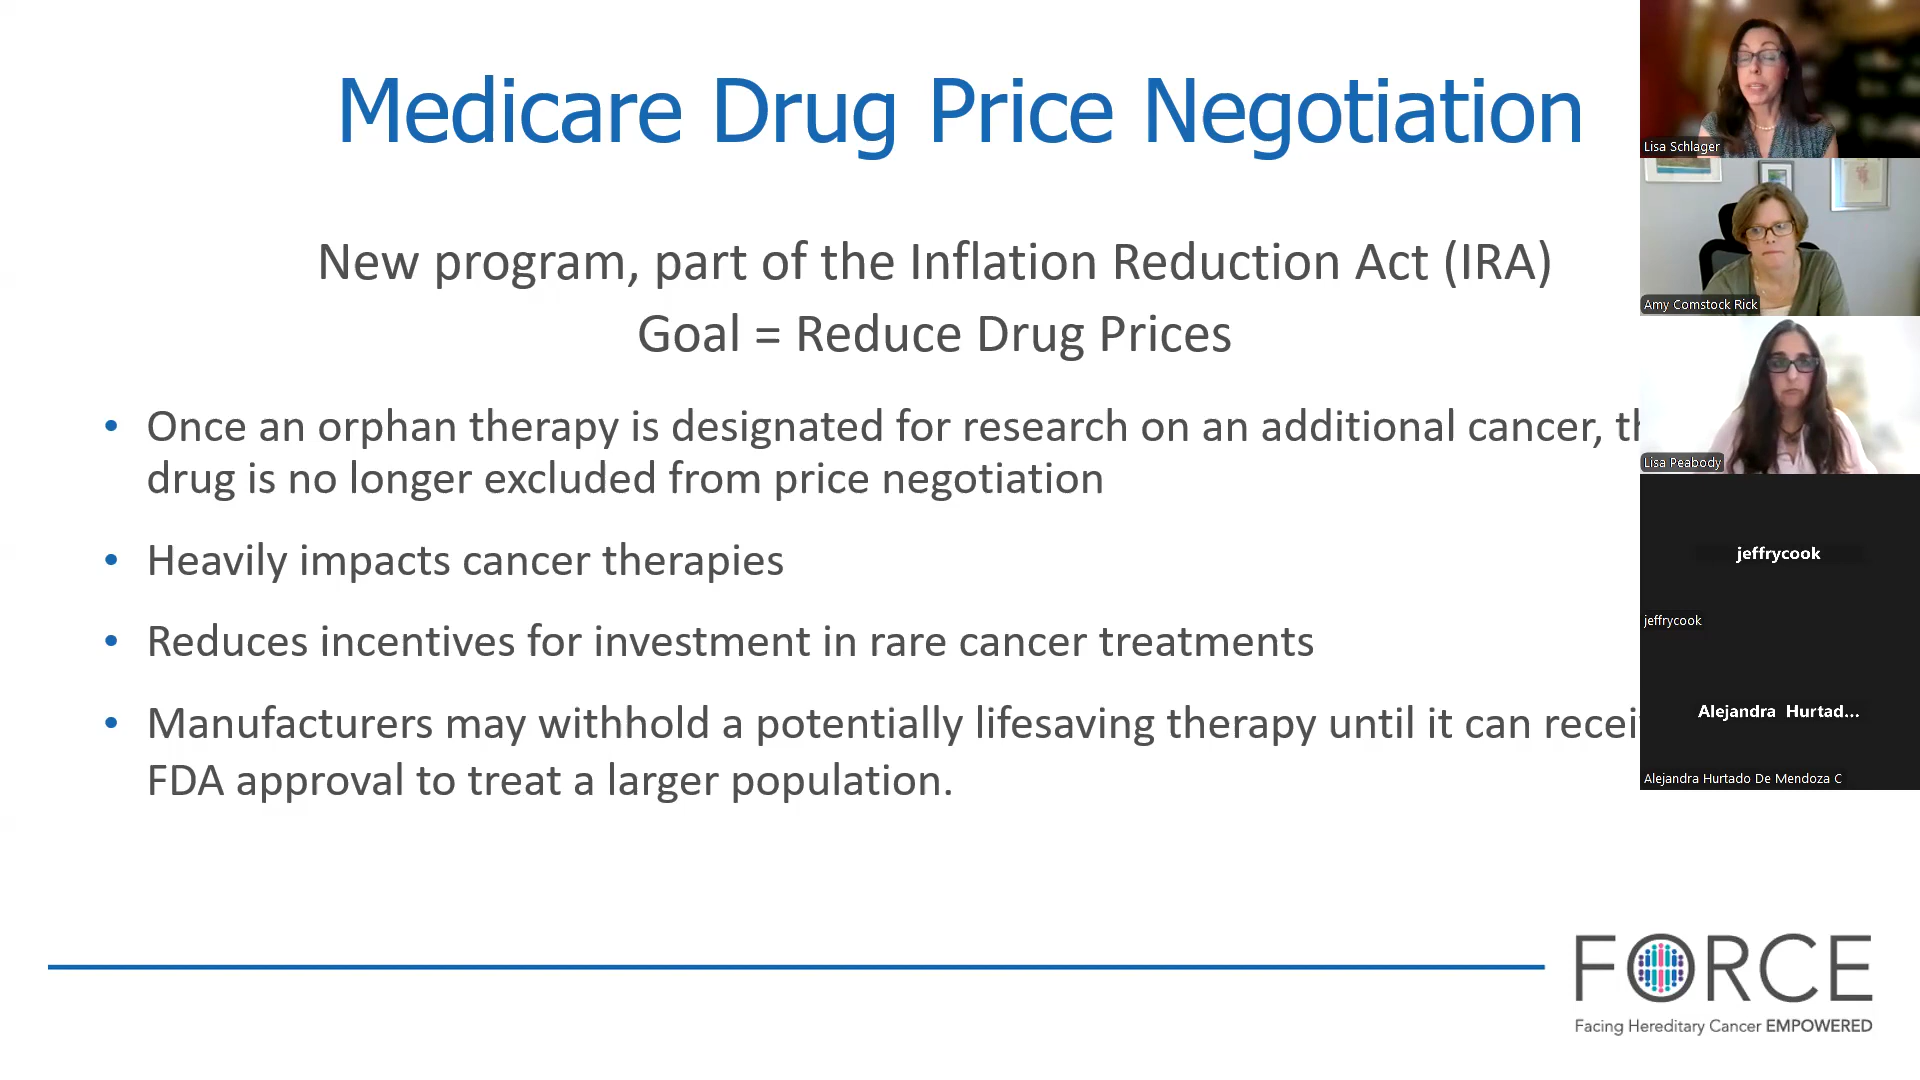 Medicare Drug Price Negotiation
New program, part of the Inflation Reduction Act (IRA)
Goal = Reduce Drug Prices
• Once an orphan therapy is designated for research on an additional cancer,
drug is no longer excluded from price negotiation
• Heavily impacts cancer therapies
• Reduces incentives for investment in rare cancer treatments
• Manufacturers may withhold a potentially lifesaving therapy until it can
FDA approval to treat a larger population.
Lisa Schlager
Amy Comstock Rick
Lisa Peabody
jeffrycook
jeffrycook
Alejandra Hurtad...
Alejandra Hurtado De Mendoza C
FORCE
Facing Hereditary Cancer EMPOWERED